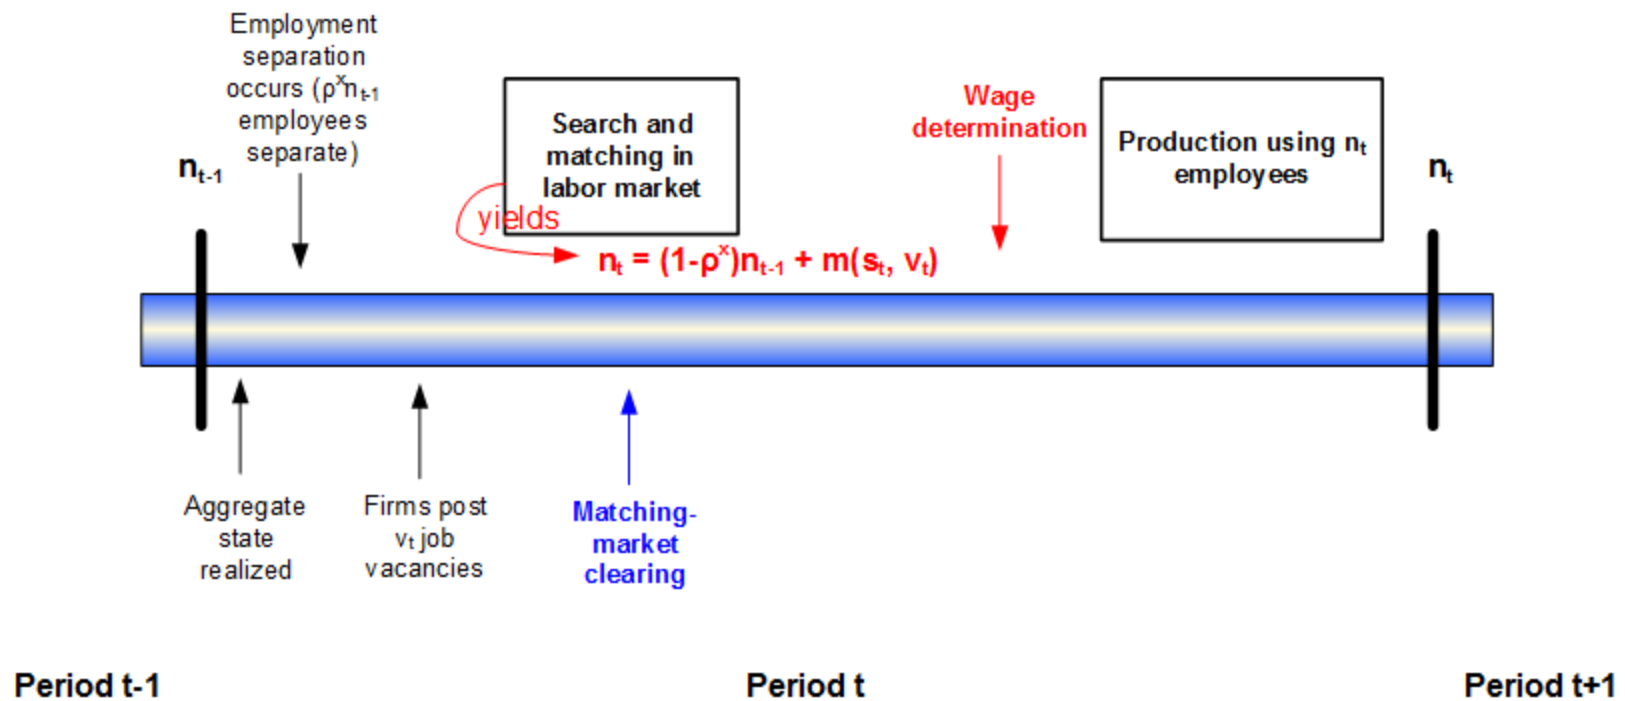 Employment
separation
occurs (ρˣnₜ₋₁
employees
separate)
nₜ₋₁
Search and
matching in
labor market
yields
nₜ = (1-ρˣ)nₜ₋₁ + m(sₜ, vₜ)
Wage
determination
Production using nₜ
employees
nₜ
Aggregate
state
realized
Firms post
vₜ job
vacancies
Matching-
market
clearing
Period t-1
Period t
Period t+1